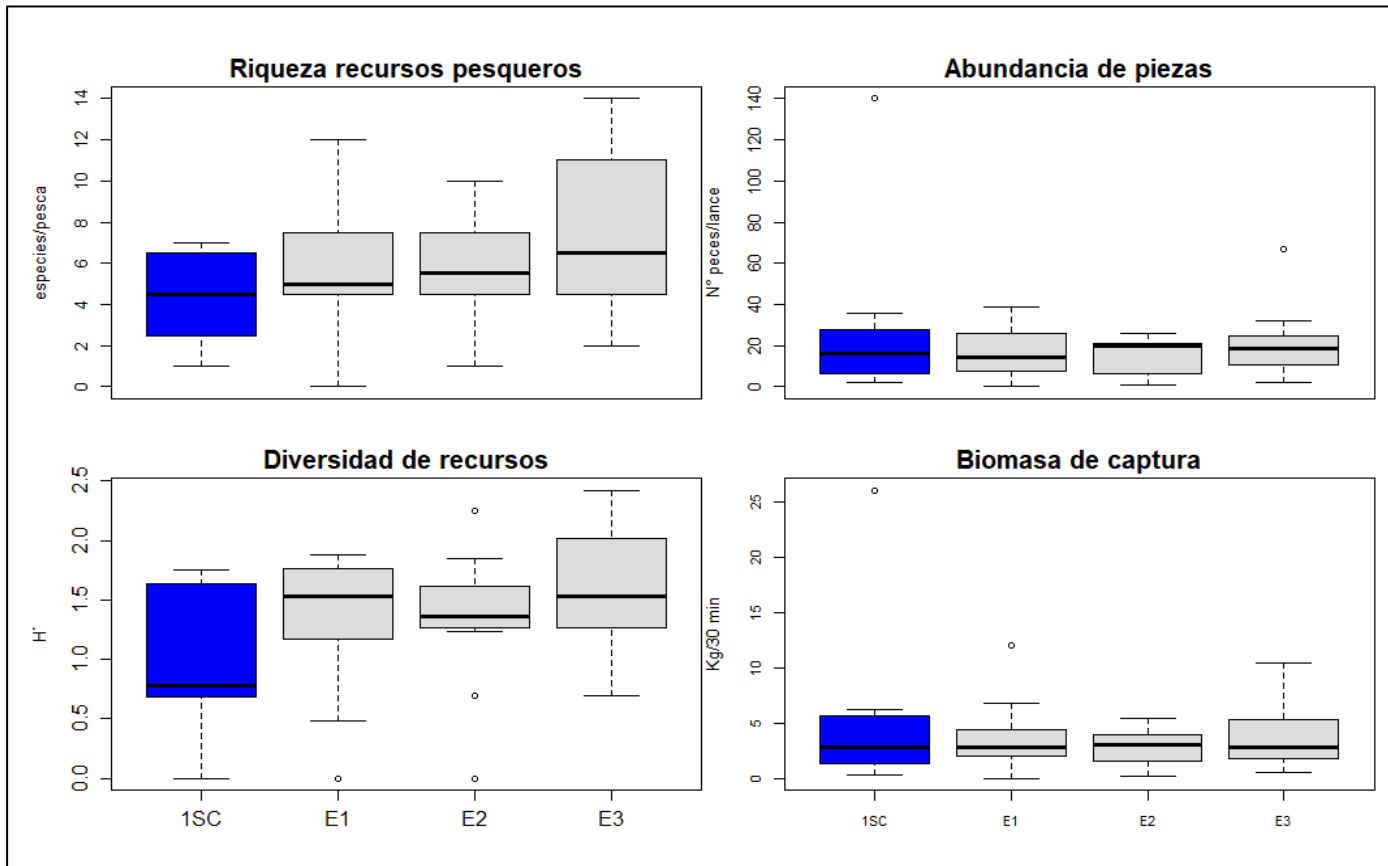 Riqueza recursos pesqueros
especies/pesca
14
12
10
8
6
4
2
0
Abundancia de piezas
N° peces/lance
140
120
100
80
60
40
20
0
Diversidad de recursos
H´
2.5
2.0
1.5
1.0
0.5
0.0
1SC E1 E2 E3
Biomasa de captura
Kg/30 min
25
20
15
10
5
0
1SC E1 E2 E3